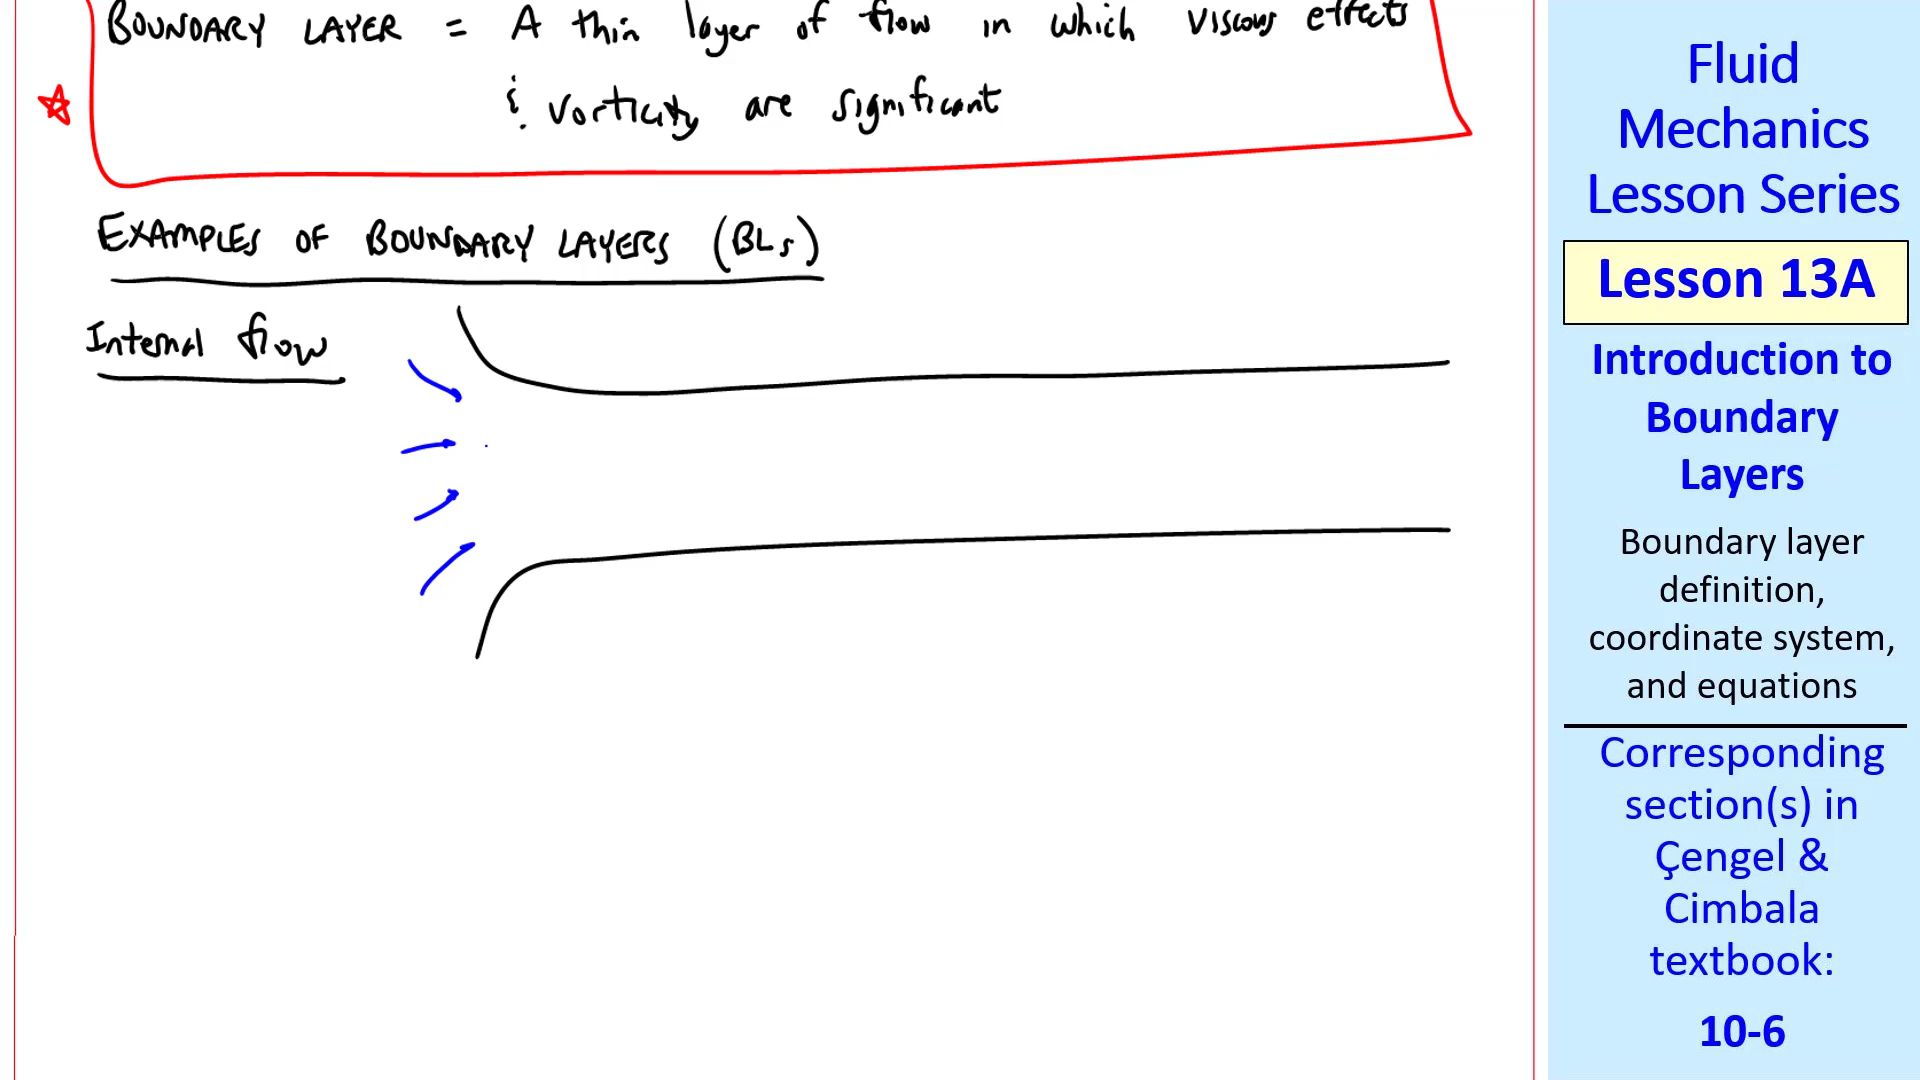 BOUNDARY LAYER = A thin layer of flow in which viscous effects
& vorticity are significant
EXAMPLES OF BOUNDARY LAYERS (BLs)
Internal flow
Fluid
Mechanics
Lesson Series
Lesson 13A
Introduction to
Boundary
Layers
Boundary layer
definition,
coordinate system,
and equations
Corresponding
section(s) in
Çengel &
Cimbala
textbook:
10-6